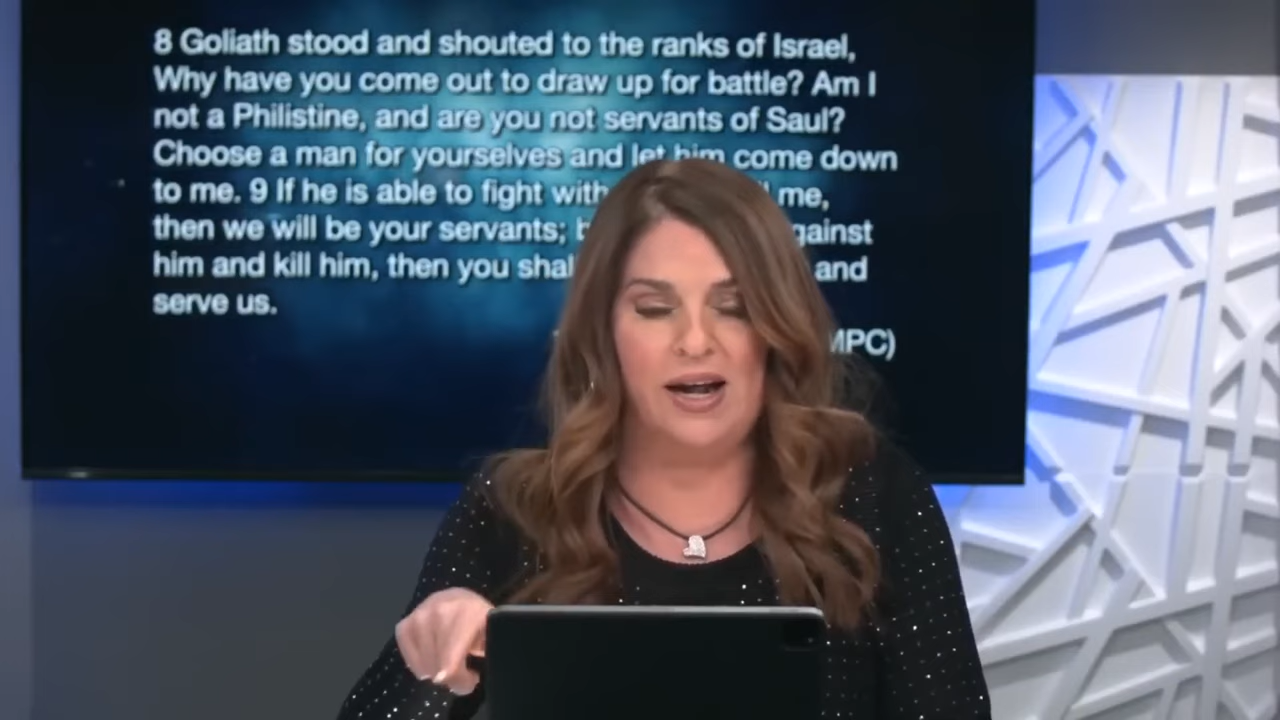 8 Goliath stood and shouted to the ranks of Israel,
Why have you come out to draw up for battle? Am I
not a Philistine, and are you not servants of Saul?
Choose a man for yourselves and let him come down
to me. 9 If he is able to fight with me,
then we will be your servants;
him and kill him, then you and
serve us.